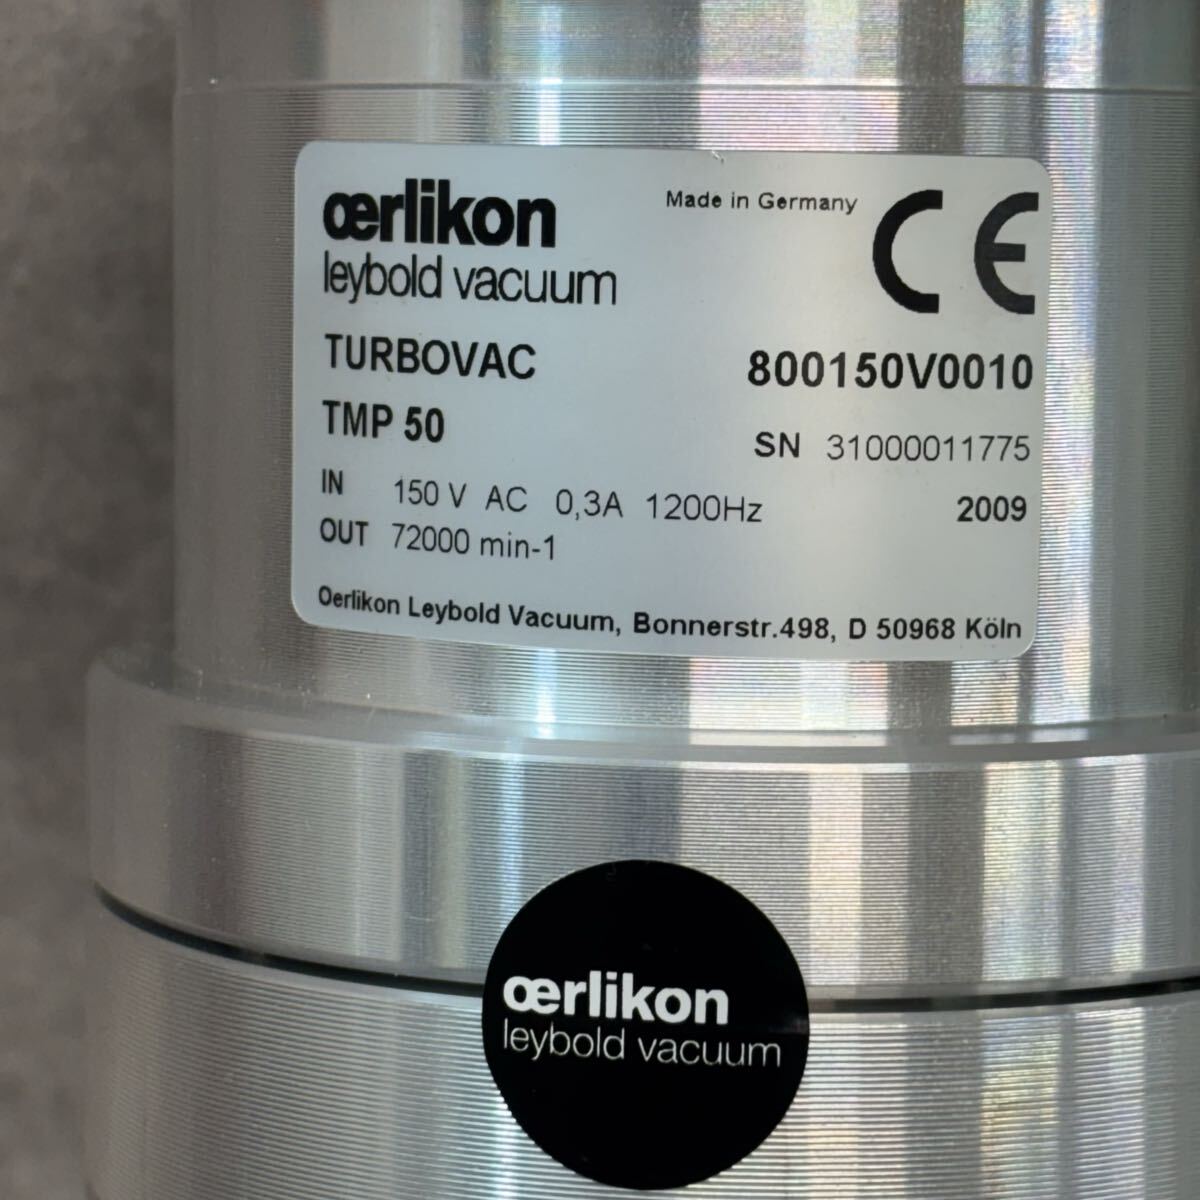 œrlikon
leybold vacuum
Made in Germany
CE
TURBOVAC 800150V0010
TMP 50
SN 31000011775
IN 150 V AC 0,3A 1200Hz 2009
OUT 72000 min-1
Oerlikon Leybold Vacuum, Bonnerstr.498, D 50968 Köln
œrlikon
leybold vacuum